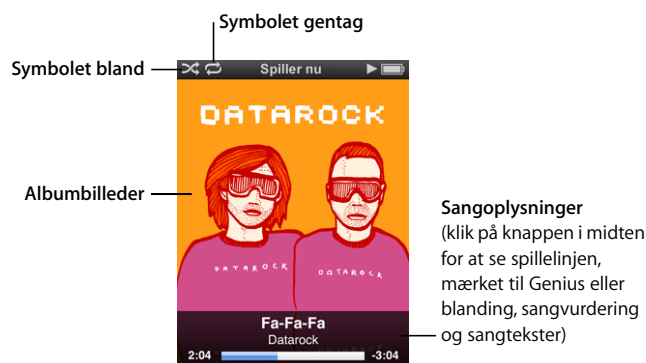 Symbolet gentag
Symbolet bland
Spiller nu
DATAROCK
Albumbilleder
DATAROCK
DATAROCK
Sangoplysninger
(klik på knappen i midten
for at se spillelinjen,
mærket til Genius eller
blanding, sangvurdering
og sangtekster)
Fa-Fa-Fa
Datarock
2:04
-3:04